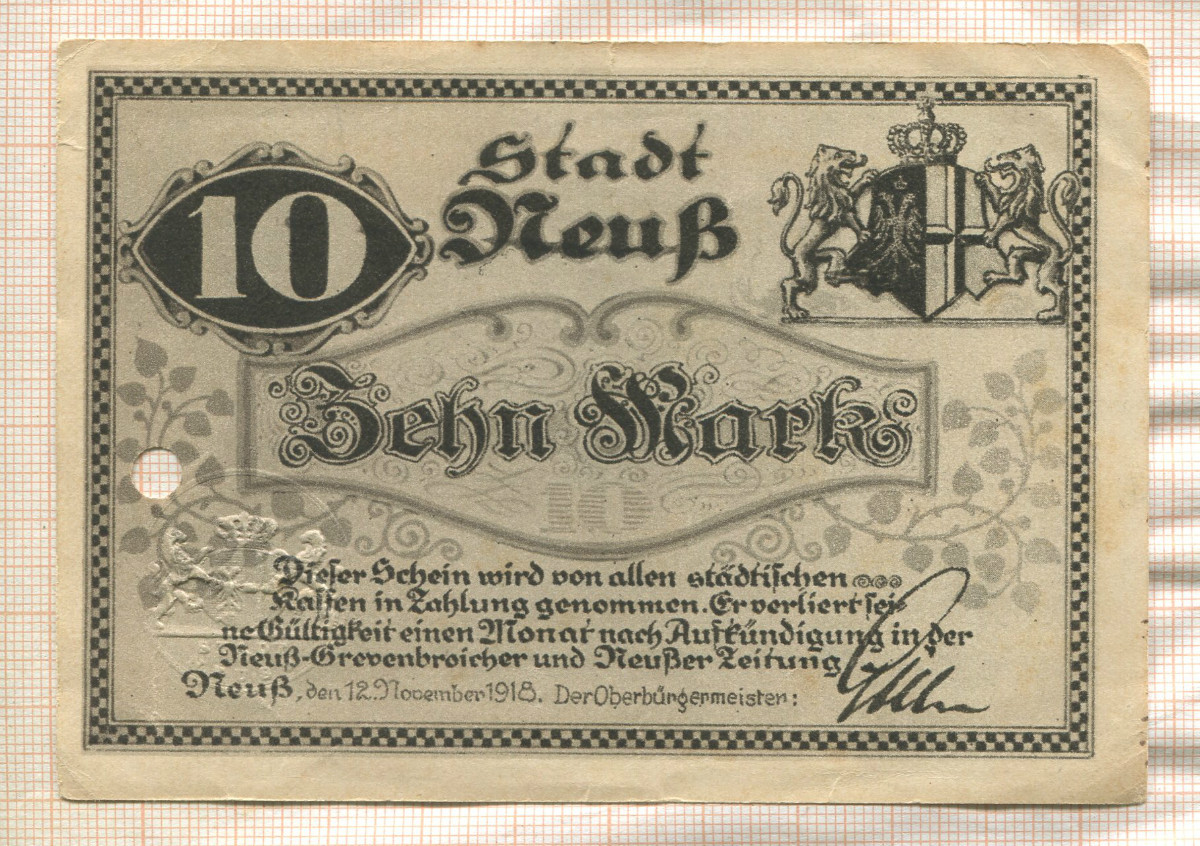 10
Stadt
Neuß
Zehn Mark
10
Dieser Schein wird von allen städtischen
Kassen in Zahlung genommen. Er verliert sei-
ne Gültigkeit einen Monat nach Aufkündigung in der
Neuß-Grevenbroicher und Neußer Zeitung
Neuß, den 12. November 1918. Der Oberbürgermeister: